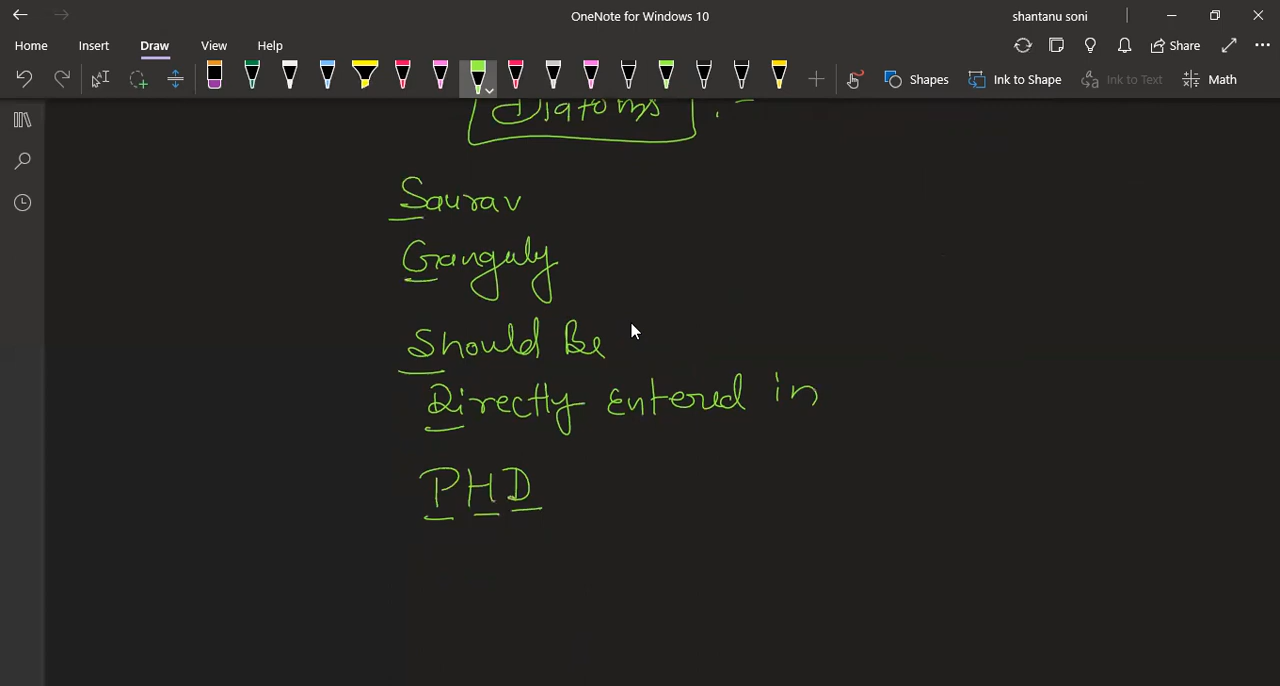 OneNote for Windows 10
shantanu soni
Home Insert Draw View Help
Share
Shapes Ink to Shape Ink to Text Math
Diatoms :-
Saurav
Ganguly
Should Be
Directly Entered in
PHD